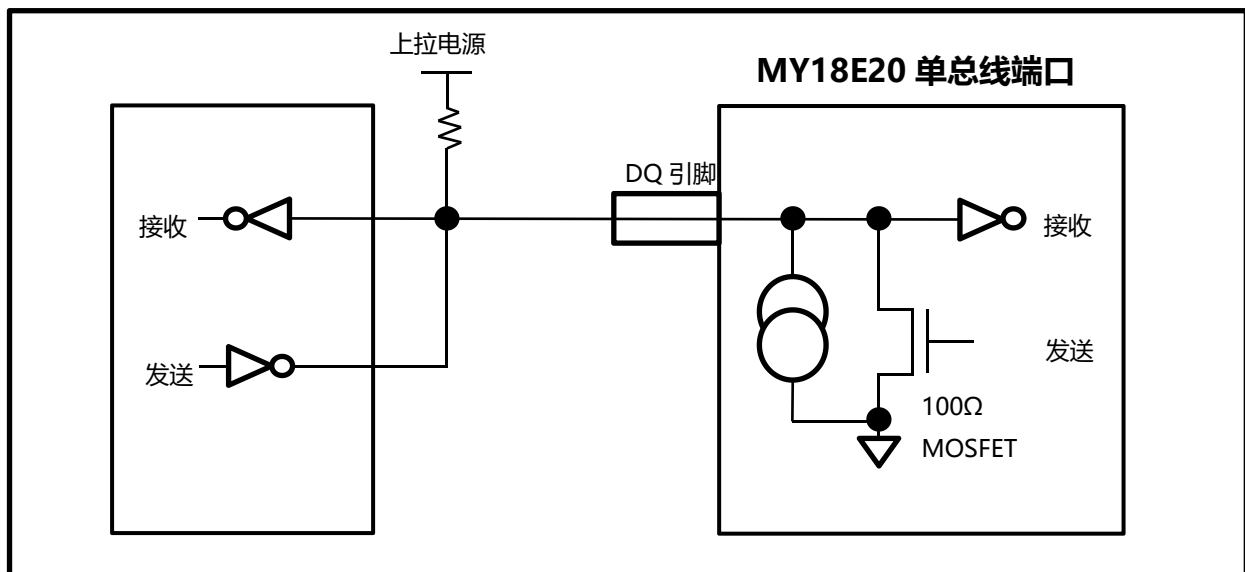 上拉电源
MY18E20 单总线端口
DQ 引脚
接收
接收
发送
发送
100Ω
MOSFET